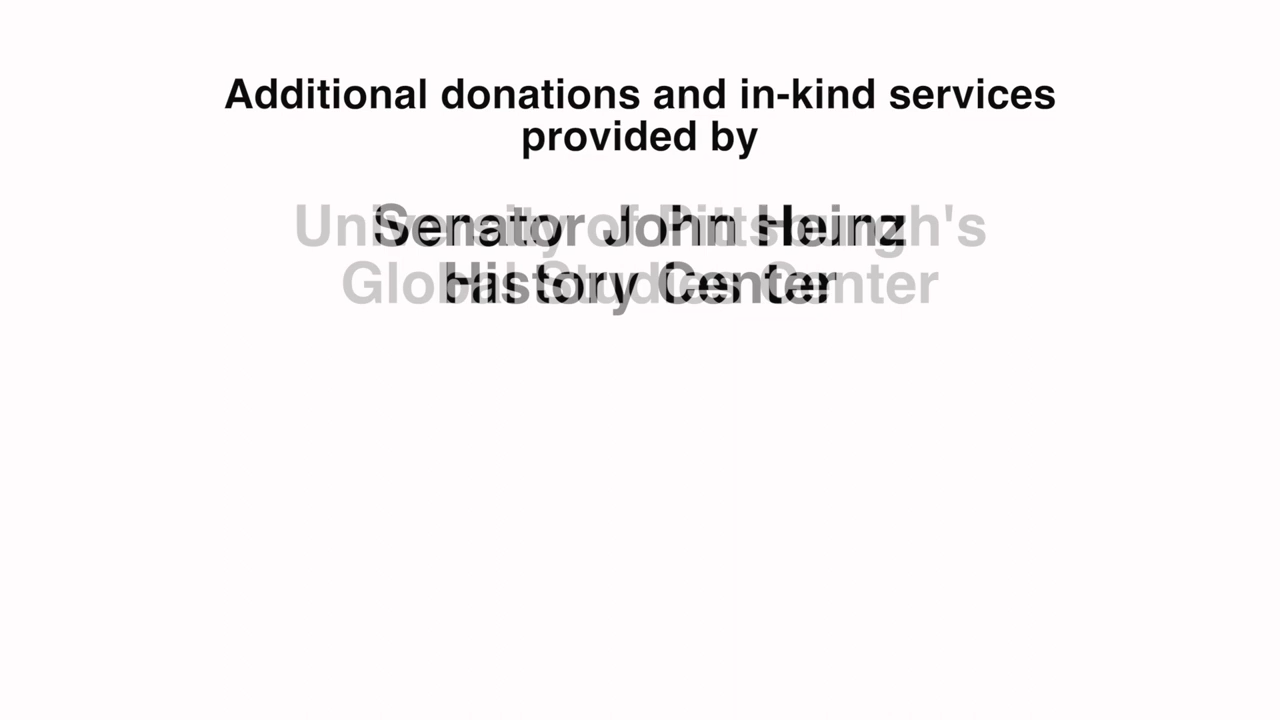 Additional donations and in-kind services
provided by
Senator John Heinz
History Center
University of Pittsburgh's
Global Studies Center